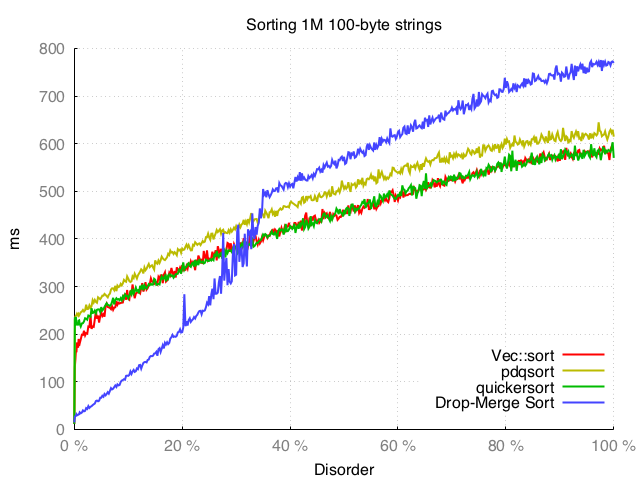 Sorting 1M 100-byte strings
800
700
600
500
400
300
200
100
0
ms
Vec::sort
pdqsort
quickersort
Drop-Merge Sort
0 %
20 %
40 %
60 %
80 %
100 %
Disorder